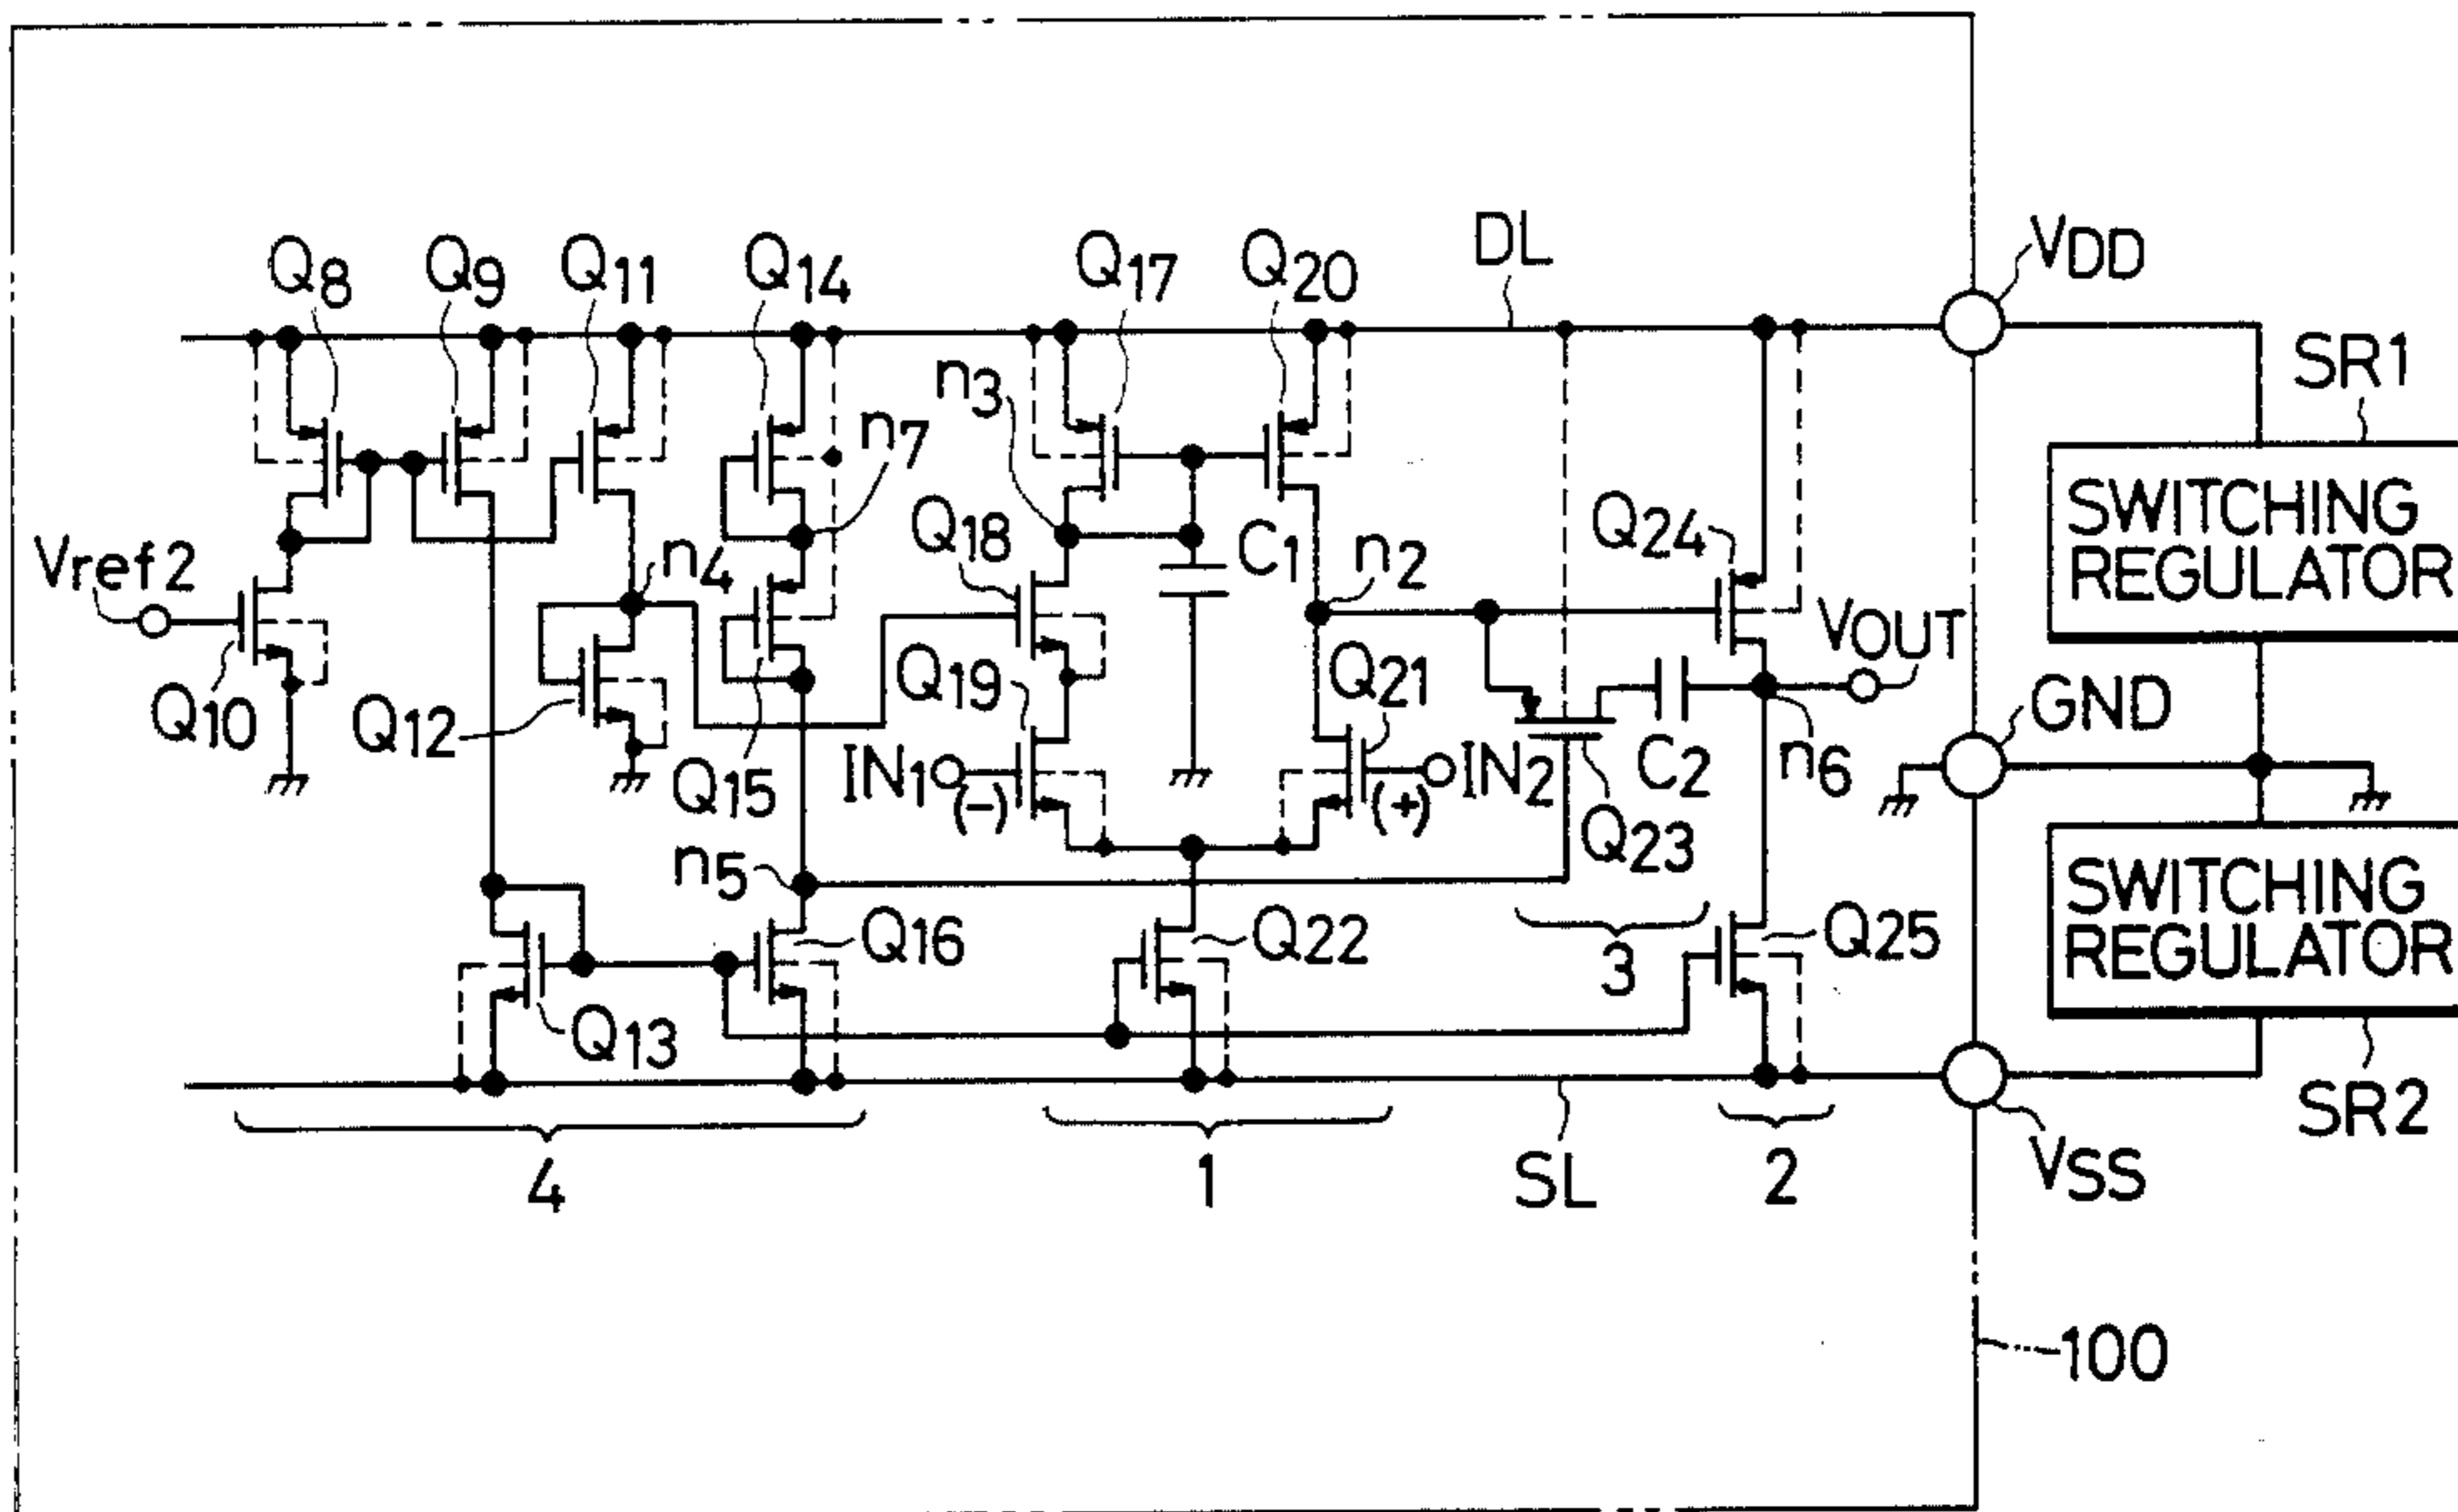 Q8
Q9
Q11
Q14
Q17
Q20
DL
VDD
SR1
n3
n7
SWITCHING
REGULATOR
Q18
C1
n2
Q24
Vref2
n4
VOUT
Q10
Q12
Q15
Q19
IN1
(-)
Q21
(+)
IN2
C2
Q23
n6
GND
n5
SWITCHING
REGULATOR
Q16
Q22
3
Q25
Q13
SR2
4
1
SL
2
VSS
100